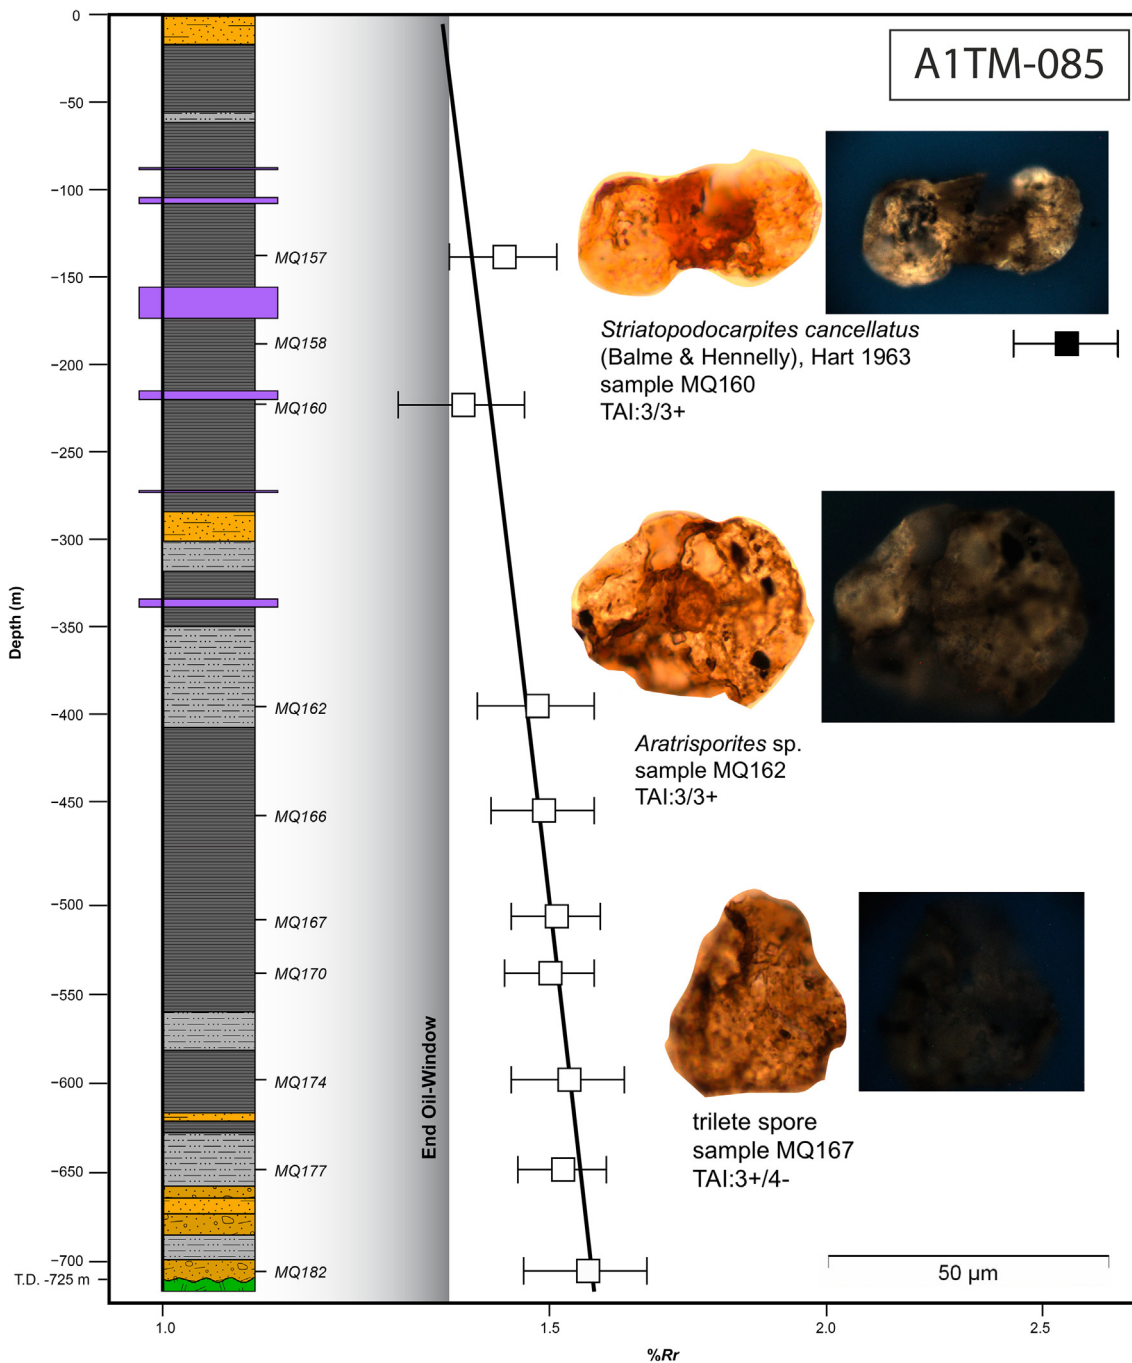 A1TM-085
0
−50
−100
−150
−200
−250
−300
−350
−400
−450
−500
−550
−600
−650
−700
T.D. -725 m
Depth (m)
MQ157
MQ158
MQ160
MQ162
MQ166
MQ167
MQ170
MQ174
MQ177
MQ182
End Oil-Window
Striatopodocarpites cancellatus
(Balme & Hennelly), Hart 1963
sample MQ160
TAI:3/3+
Aratrisporites sp.
sample MQ162
TAI:3/3+
trilete spore
sample MQ167
TAI:3+/4-
50 µm
1.0
1.5
2.0
2.5
%Rr